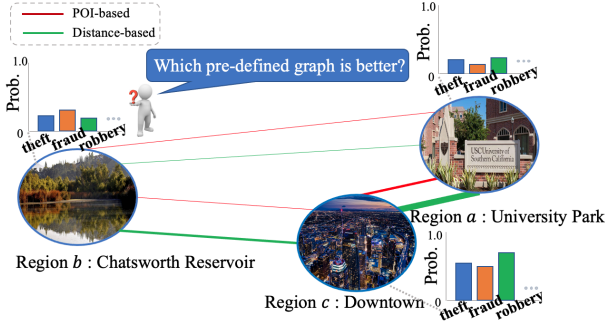 POI-based
Distance-based
Which pre-defined graph is better?
1.0
Prob.
0
theft
fraud
robbery
...
?
1.0
Prob.
0
theft
fraud
robbery
...
USC University of
Southern California
Region a : University Park
Region b : Chatsworth Reservoir
Region c : Downtown
1.0
Prob.
0
theft
fraud
robbery
...